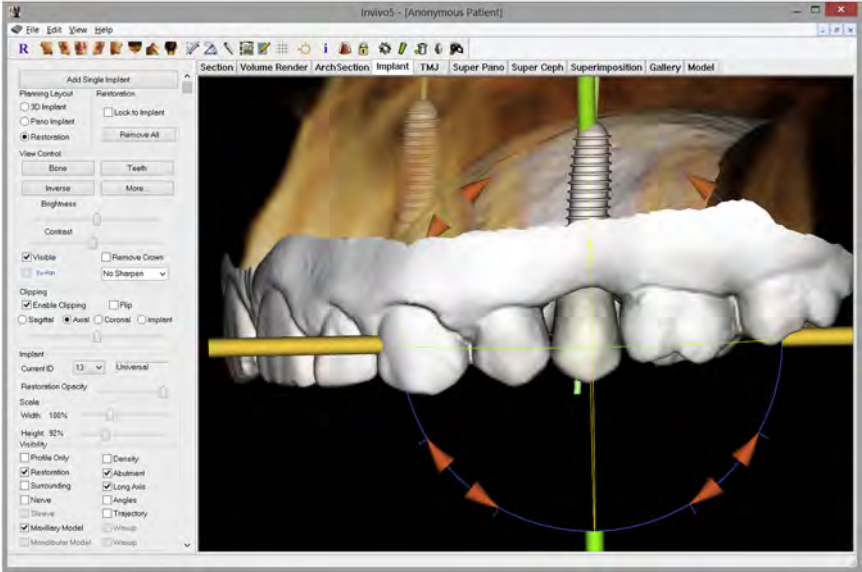 Invivo5 - [Anonymous Patient]
File Edit View Help
R
Section Volume Render ArchSection Implant TMJ Super Pano Super Ceph Superimposition Gallery Model
Add Single Implant
Planning Layout Restoration
3D Implant
Lock to Implant
Pano Implant
Restoration Remove All
View Control
Bone Teeth
Inverse More...
Brightness
Contrast
Visible Remove Crown
No Sharpen
Clipping
Enable Clipping Flip
Sagittal Axial Coronal Implant
Implant
Current ID 13 Universal
Restoration Opacity
Scale
Width 100%
Height 92%
Visibility
Profile Only Density
Restoration Abutment
Surrounding Long Axis
Nerve Angles
Sleeve Trajectory
Maxillary Model Waxup
Mandibular Model Waxup